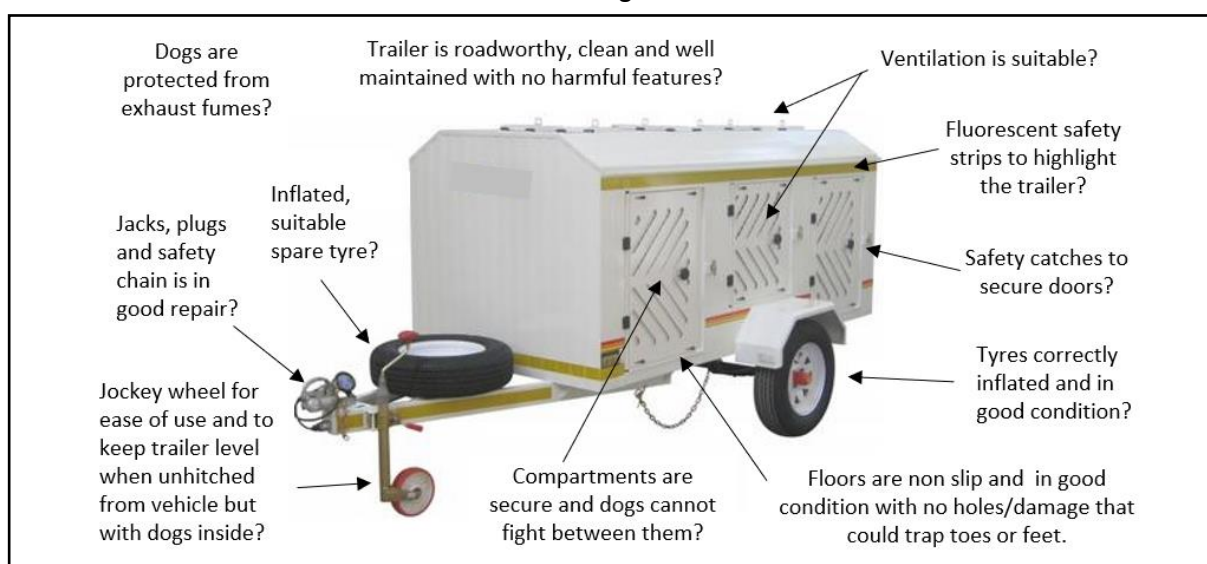 Dogs are
protected from
exhaust fumes?
Trailer is roadworthy, clean and well
maintained with no harmful features?
Ventilation is suitable?
Fluorescent safety
strips to highlight
the trailer?
Inflated,
suitable
spare tyre?
Jacks, plugs
and safety
chain is in
good repair?
Safety catches to
secure doors?
Tyres correctly
inflated and in
good condition?
Jockey wheel for
ease of use and to
keep trailer level
when unhitched
from vehicle but
with dogs inside?
Compartments are
secure and dogs cannot
fight between them?
Floors are non slip and in good
condition with no holes/damage that
could trap toes or feet.